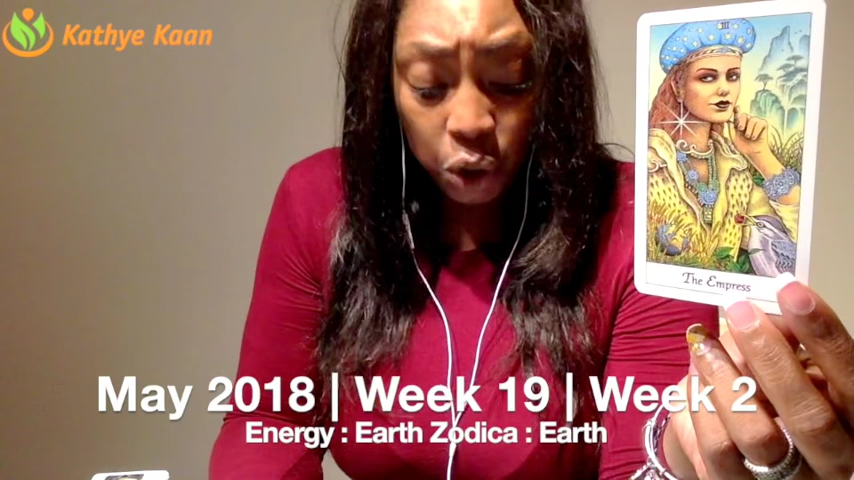 Kathye Kaan
III
The Empress
May 2018 | Week 19 | Week 2
Energy : Earth Zodica : Earth